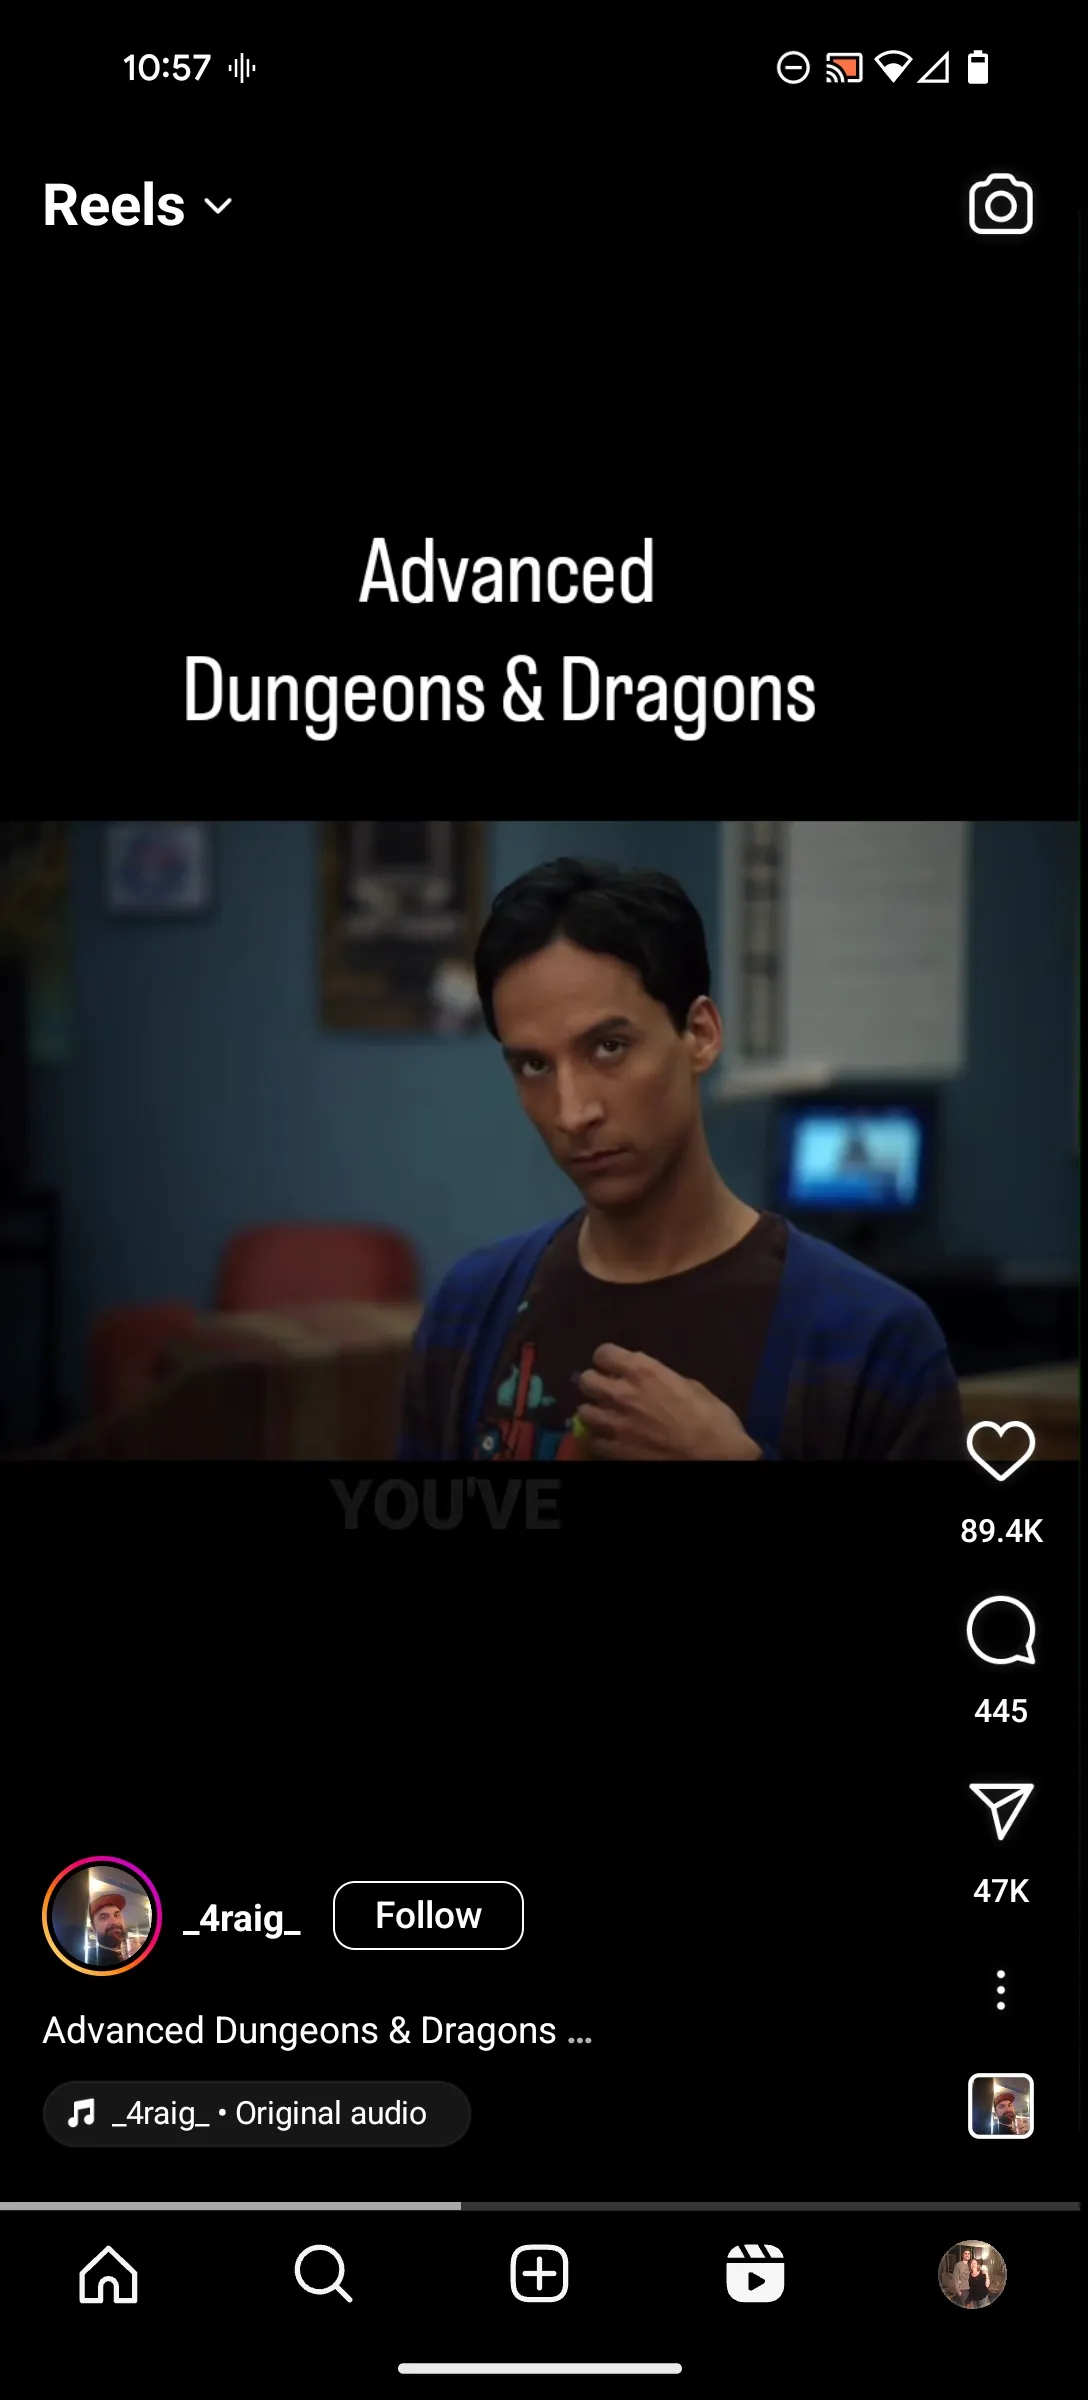 10:57
Reels
Advanced
Dungeons & Dragons
YOU'VE
89.4K
445
47K
_4raig_
Follow
Advanced Dungeons & Dragons ...
_4raig_ • Original audio